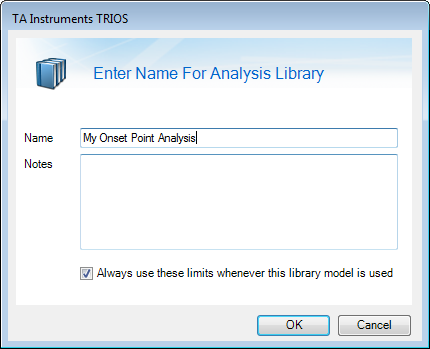 TA Instruments TRIOS
Enter Name For Analysis Library
Name My Onset Point Analysis
Notes
Always use these limits whenever this library model is used
OK Cancel